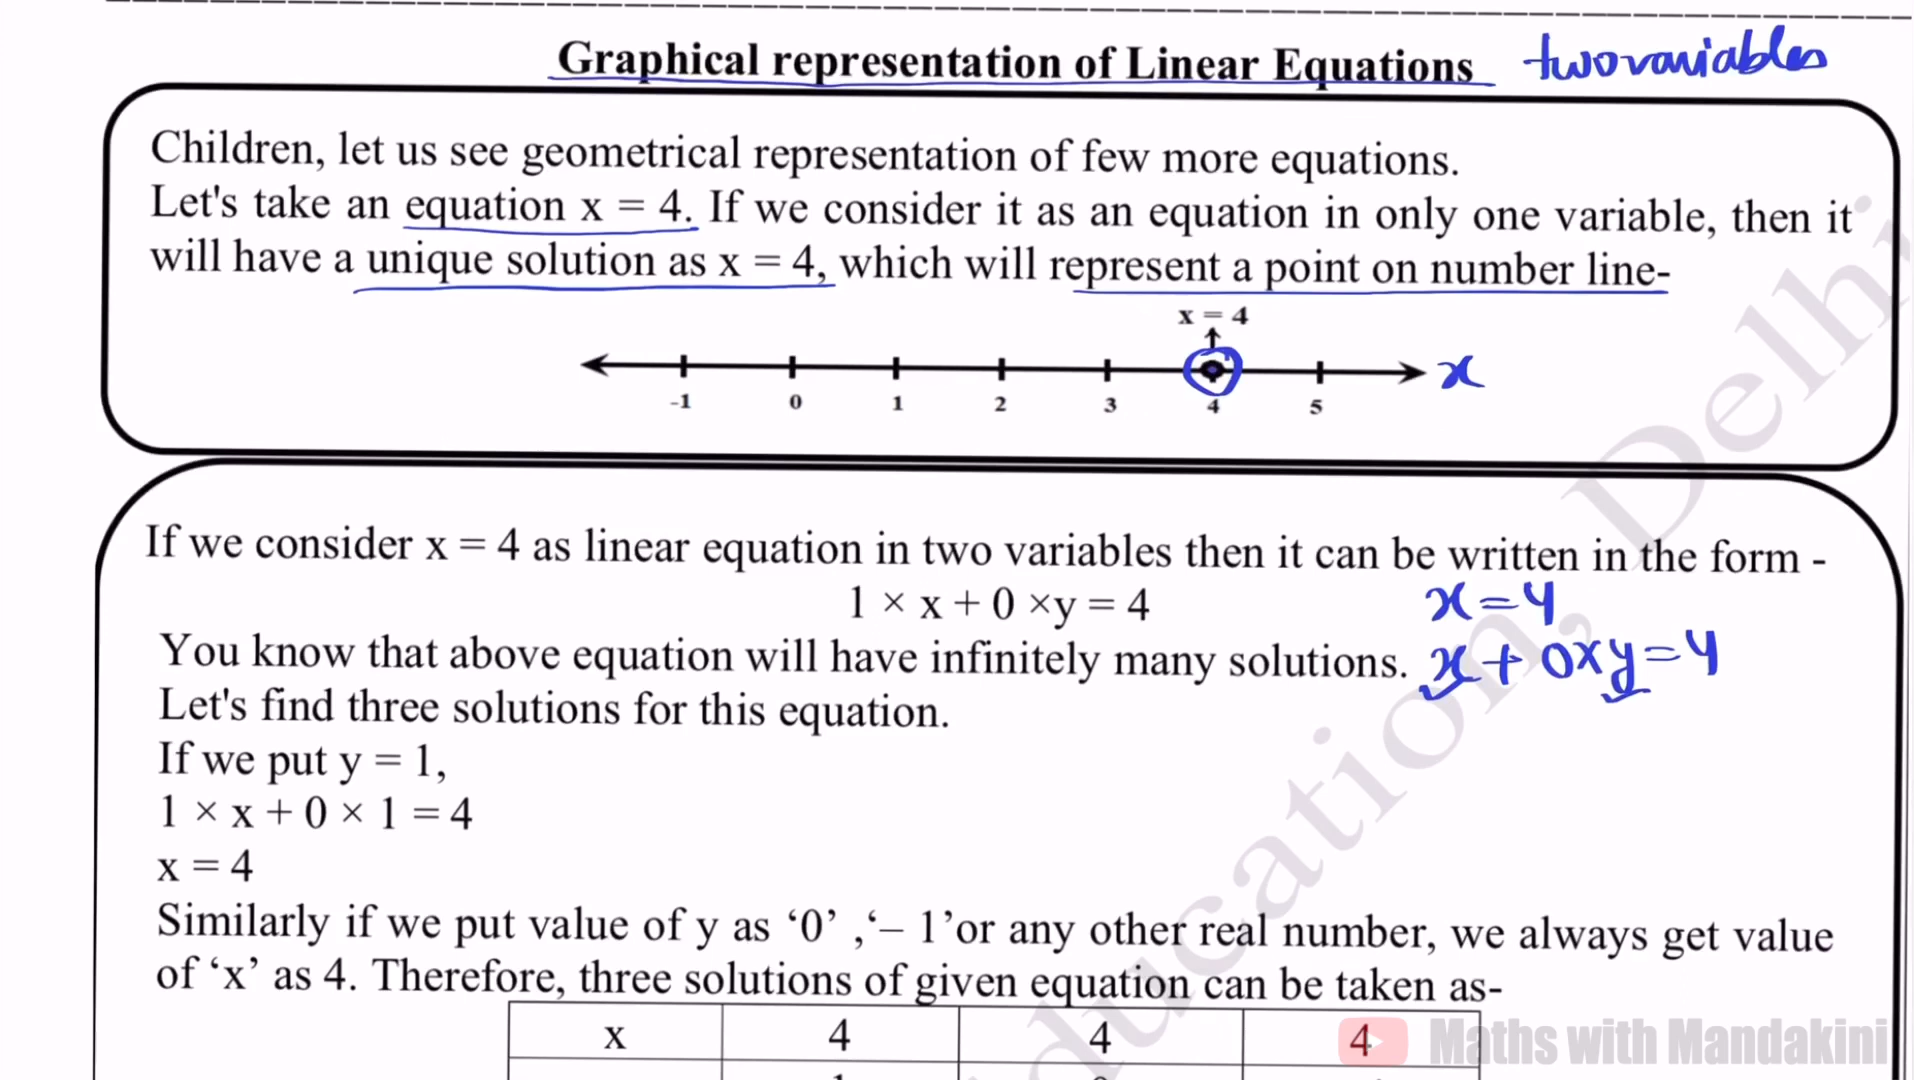 Graphical representation of Linear Equations two variables
Children, let us see geometrical representation of few more equations.
Let's take an equation x = 4. If we consider it as an equation in only one variable, then it
will have a unique solution as x = 4, which will represent a point on number line-
x = 4
x
-1 0 1 2 3 4 5
If we consider x = 4 as linear equation in two variables then it can be written in the form -
1 × x + 0 ×y = 4
x=4
You know that above equation will have infinitely many solutions.
x+0xy=4
Let's find three solutions for this equation.
If we put y = 1,
1 × x + 0 × 1 = 4
x = 4
Similarly if we put value of y as ‘0’ ,‘– 1’or any other real number, we always get value
of ‘x’ as 4. Therefore, three solutions of given equation can be taken as-
x 4 4 4
Maths with Mandakini
ducation, Delhi